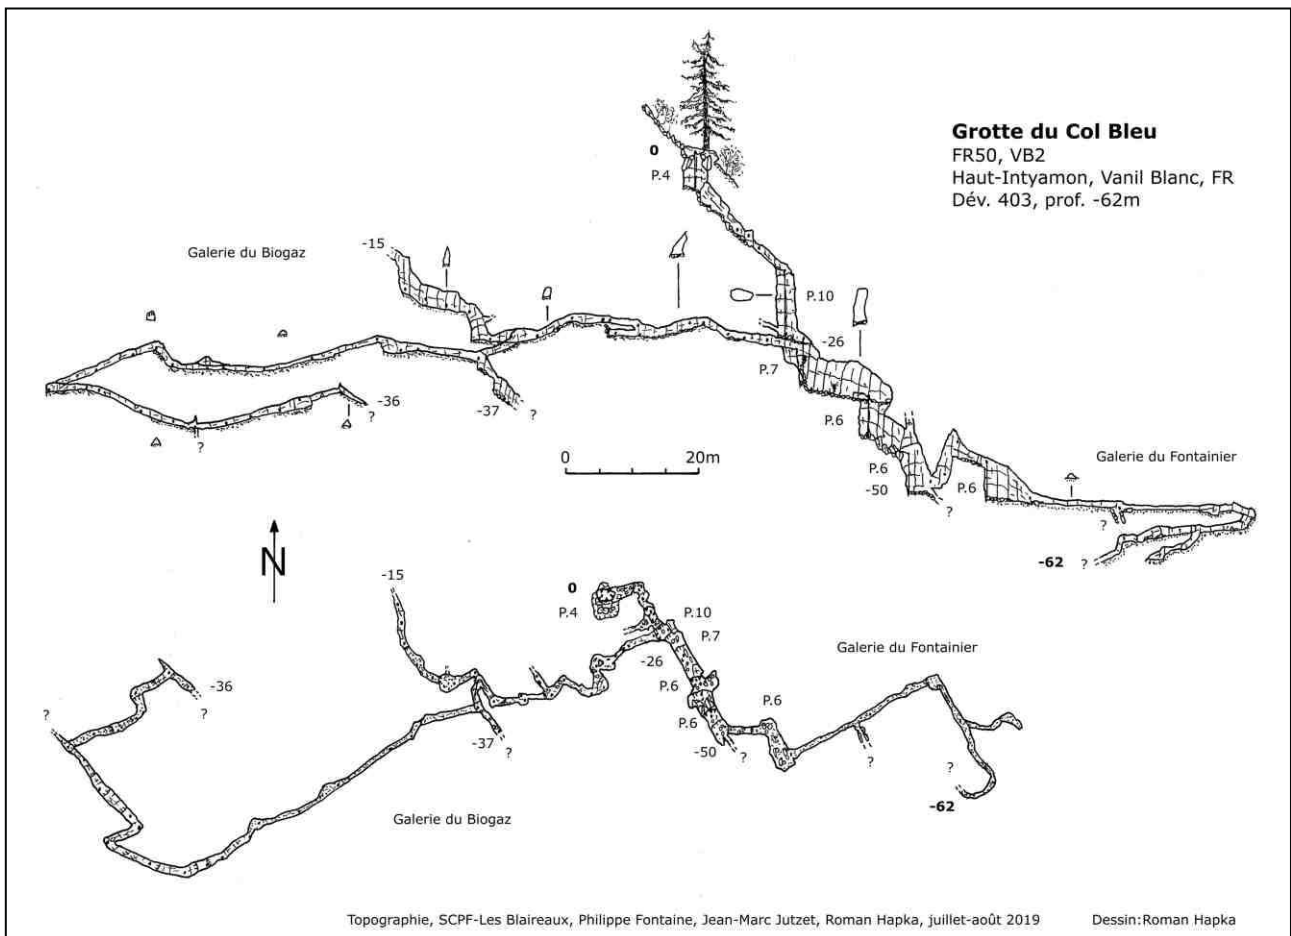 Grotte du Col Bleu
FR50, VB2
Haut-Intyamon, Vanil Blanc, FR
Dév. 403, prof. -62m
0
P.4
Galerie du Biogaz
-15
P.10
-26
P.7
-36
?
?
-37
?
P.6
P.6
-50
?
P.6
Galerie du Fontainier
0
20m
?
-62
?
N
-15
0
P.4
P.10
P.7
-26
Galerie du Fontainier
P.6
P.6
P.6
-36
?
?
-37
?
-50
?
?
?
-62
Galerie du Biogaz
Topographie, SCPF-Les Blaireaux, Philippe Fontaine, Jean-Marc Jutzet, Roman Hapka, juillet-août 2019
Dessin:Roman Hapka